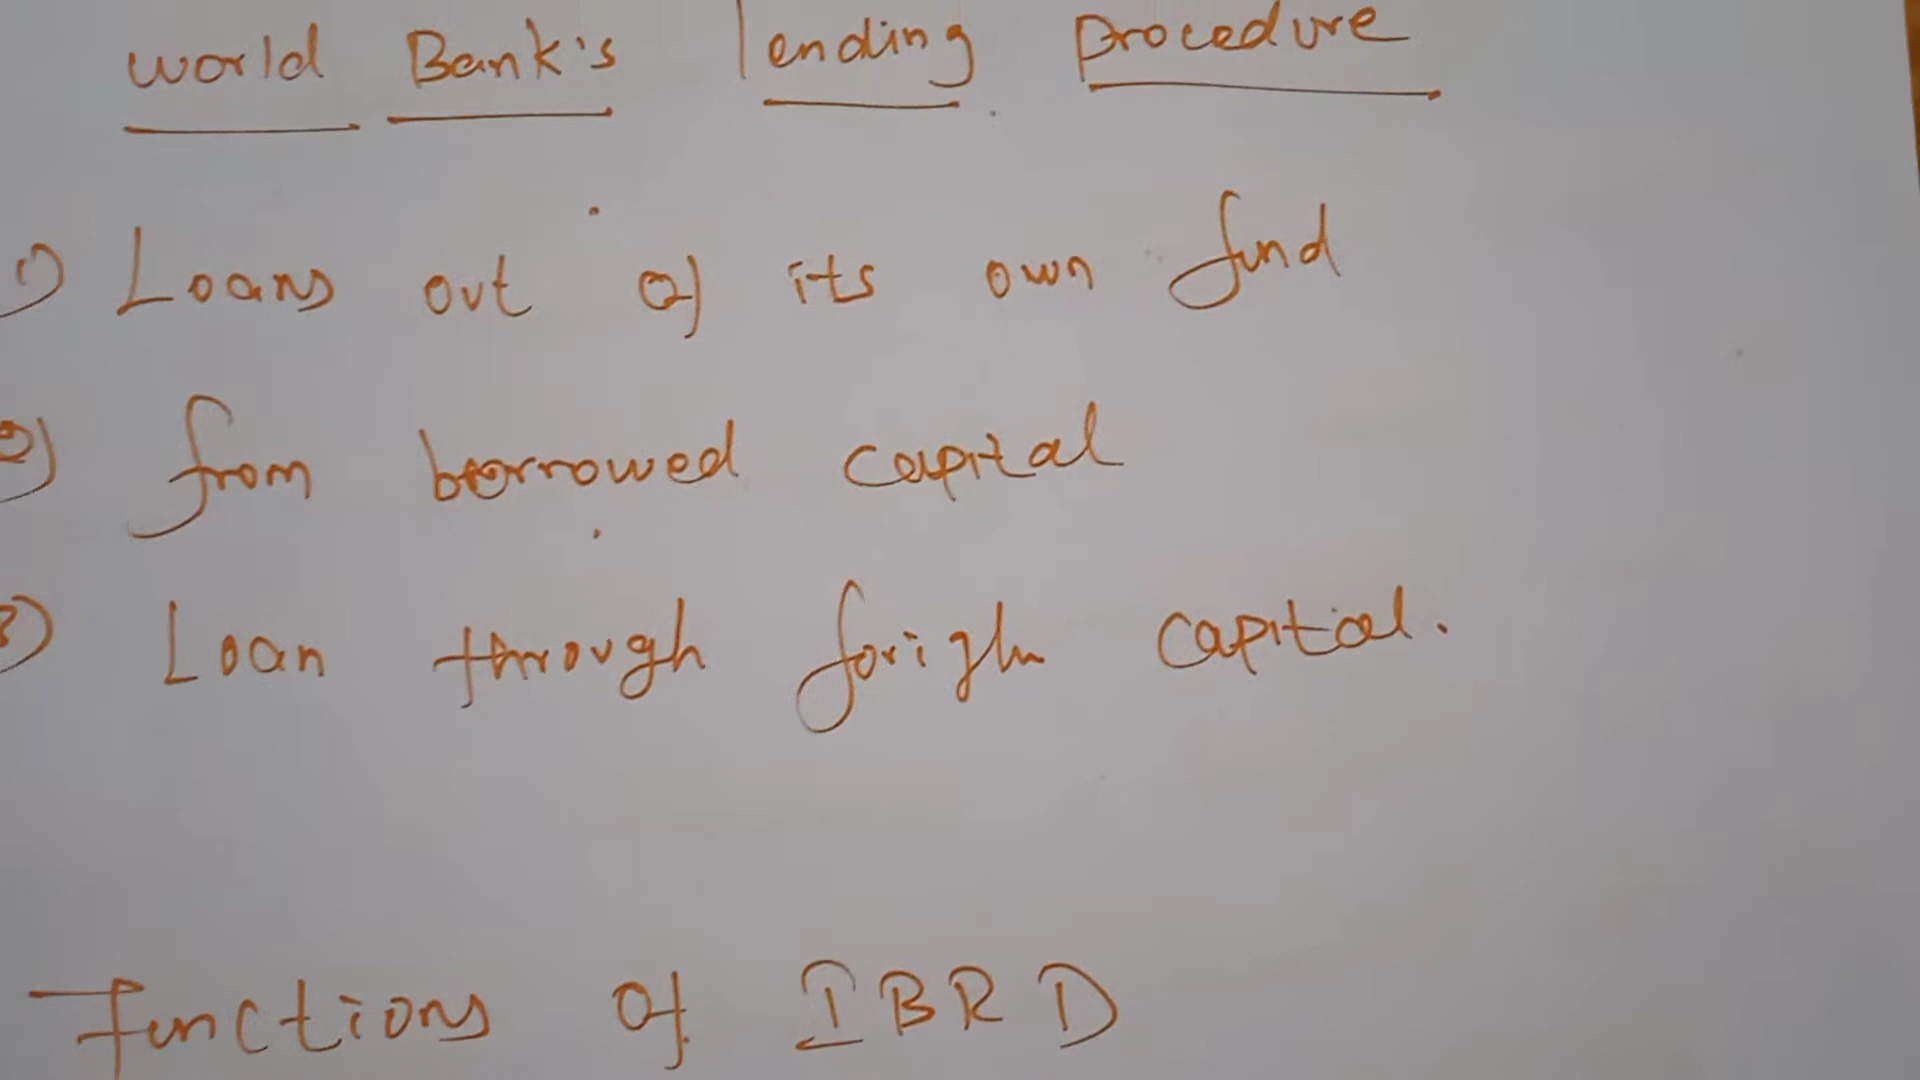 world Bank's lending procedure
1) Loans out of its own fund
2) from borrowed capital
3) Loan through forigh capital.
Functions of IBRD